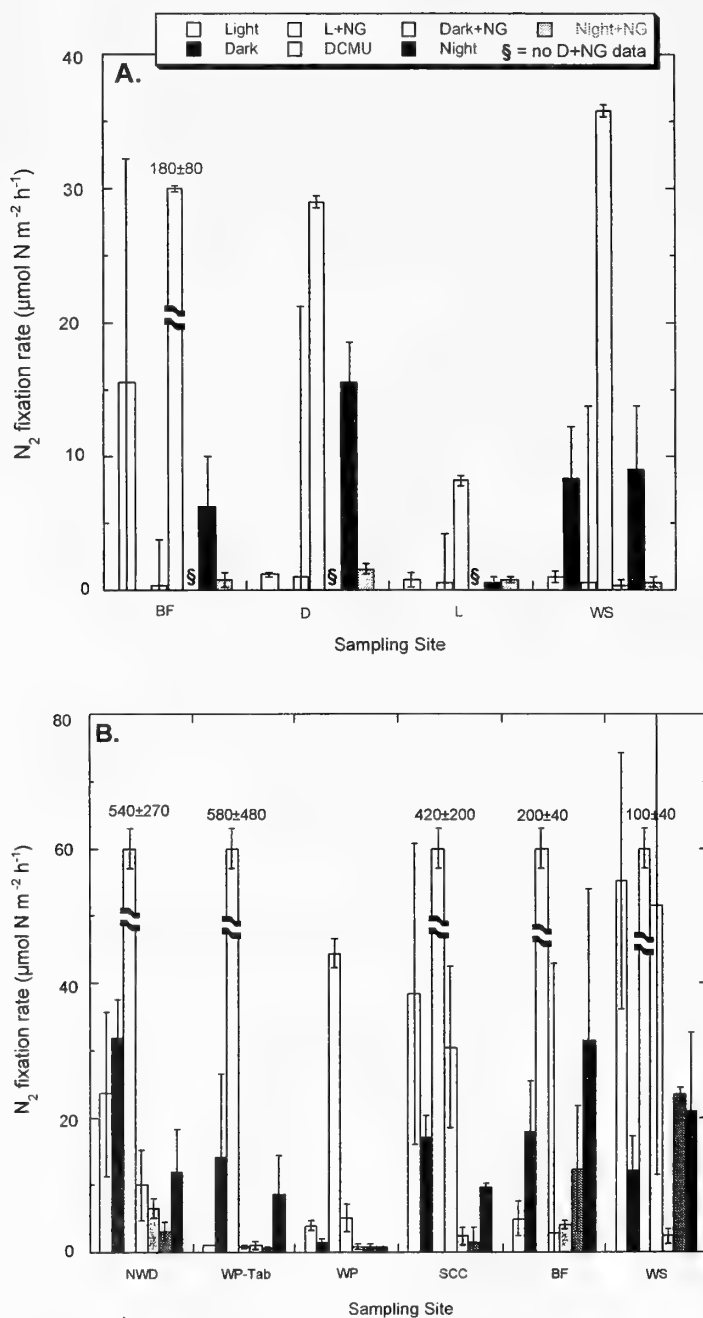 Light L+NG Dark+NG Night+NG
Dark DCMU Night § = no D+NG data
A.
40
30
20
10
0
N2 fixation rate (µmol N m−2 h−1)
180±80
§
§
§
BF D L WS
Sampling Site
B.
80
60
40
20
0
N2 fixation rate (µmol N m−2 h−1)
540±270 580±480 420±200 200±40 100±40
NWD WP-Tab WP SCC BF WS
Sampling Site